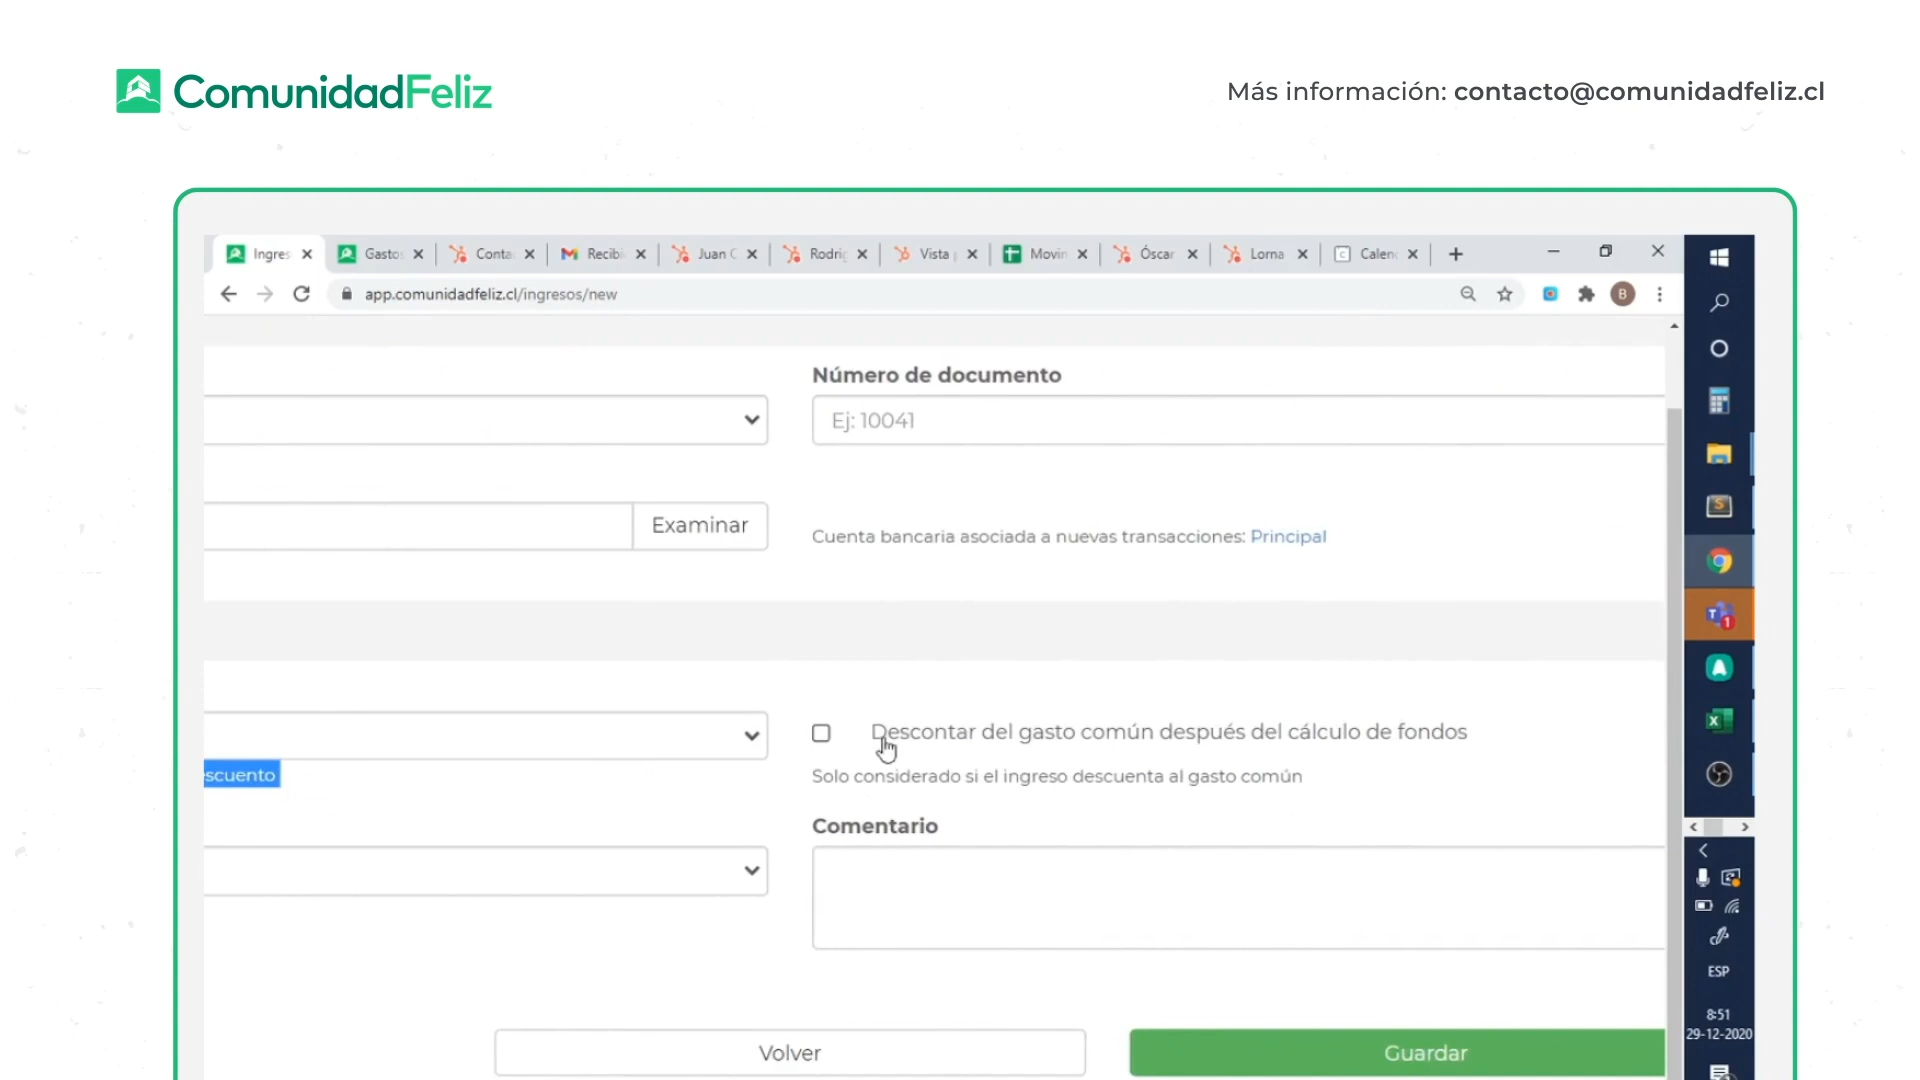 ComunidadFeliz
Más información: contacto@comunidadfeliz.cl
Ingres
Gasto
Conta
Recibi
Juan C
Rodrig
Vista
Movin
Óscar
Lorna
Calen
app.comunidadfeliz.cl/ingresos/new
B
Número de documento
Ej: 10041
Examinar
Cuenta bancaria asociada a nuevas transacciones: Principal
Descontar del gasto común después del cálculo de fondos
escuento
Solo considerado si el ingreso descuenta al gasto común
Comentario
ESP
8:51
29-12-2020
Volver
Guardar